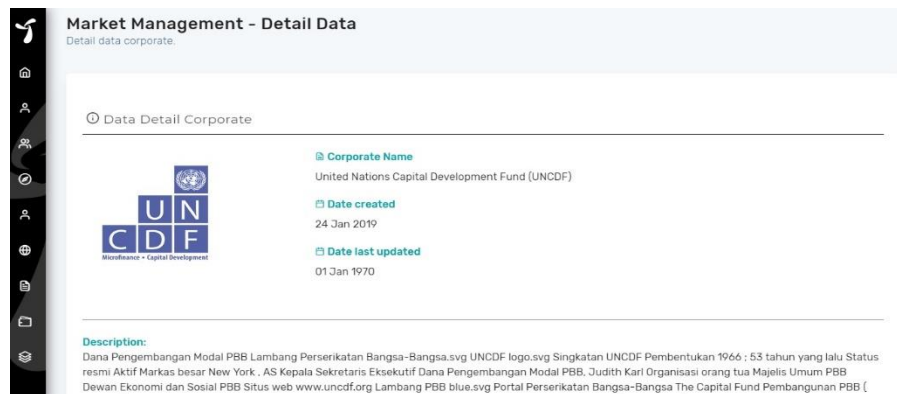 Market Management - Detail Data
Detail data corporate.
Data Detail Corporate
UN
CDF
Microfinance • Capital Development
Corporate Name
United Nations Capital Development Fund (UNCDF)
Date created
24 Jan 2019
Date last updated
01 Jan 1970
Description:
Dana Pengembangan Modal PBB Lambang Perserikatan Bangsa-Bangsa.svg UNCDF logo.svg Singkatan UNCDF Pembentukan 1966 ; 53 tahun yang lalu Status
resmi Aktif Markas besar New York , AS Kepala Sekretaris Eksekutif Dana Pengembangan Modal PBB, Judith Karl Organisasi orang tua Majelis Umum PBB
Dewan Ekonomi dan Sosial PBB Situs web www.uncdf.org Lambang PBB blue.svg Portal Perserikatan Bangsa-Bangsa The Capital Fund Pembangunan PBB (